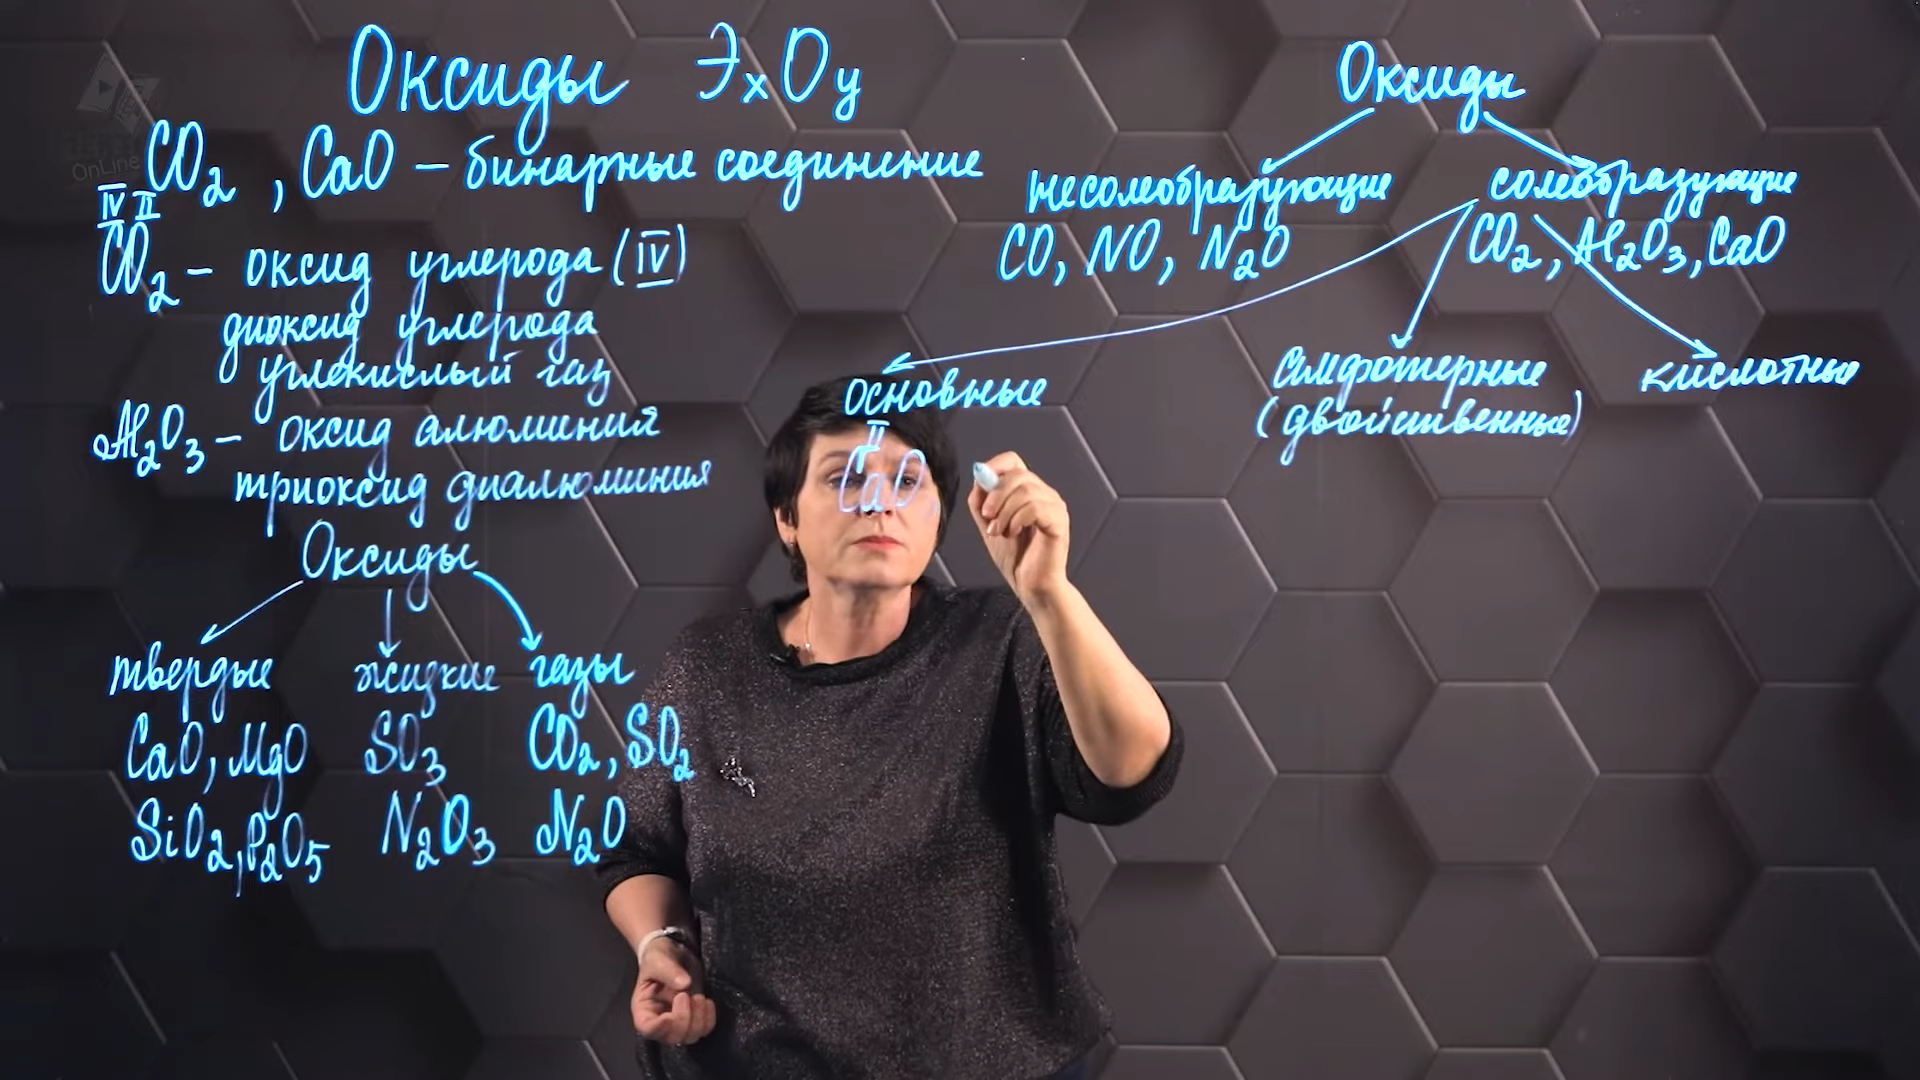 Оксиды ЭxOy
CO2, CaO – бинарные соединение
OnLine
IV II
CO2 – оксид углерода (IV)
диоксид углерода
углекислый газ
Al2O3 – оксид алюминия
триоксид диалюминия
Оксиды
твердые жидкие газы
CaO, MgO SO3 CO2, SO2
SiO2, P2O5 N2O3 N2O
Оксиды
несолеобразующие солеобразующие
CO, NO, N2O CO2, Al2O3, CaO
основные амфотерные кислотные
(двойственные)
II
CaO,